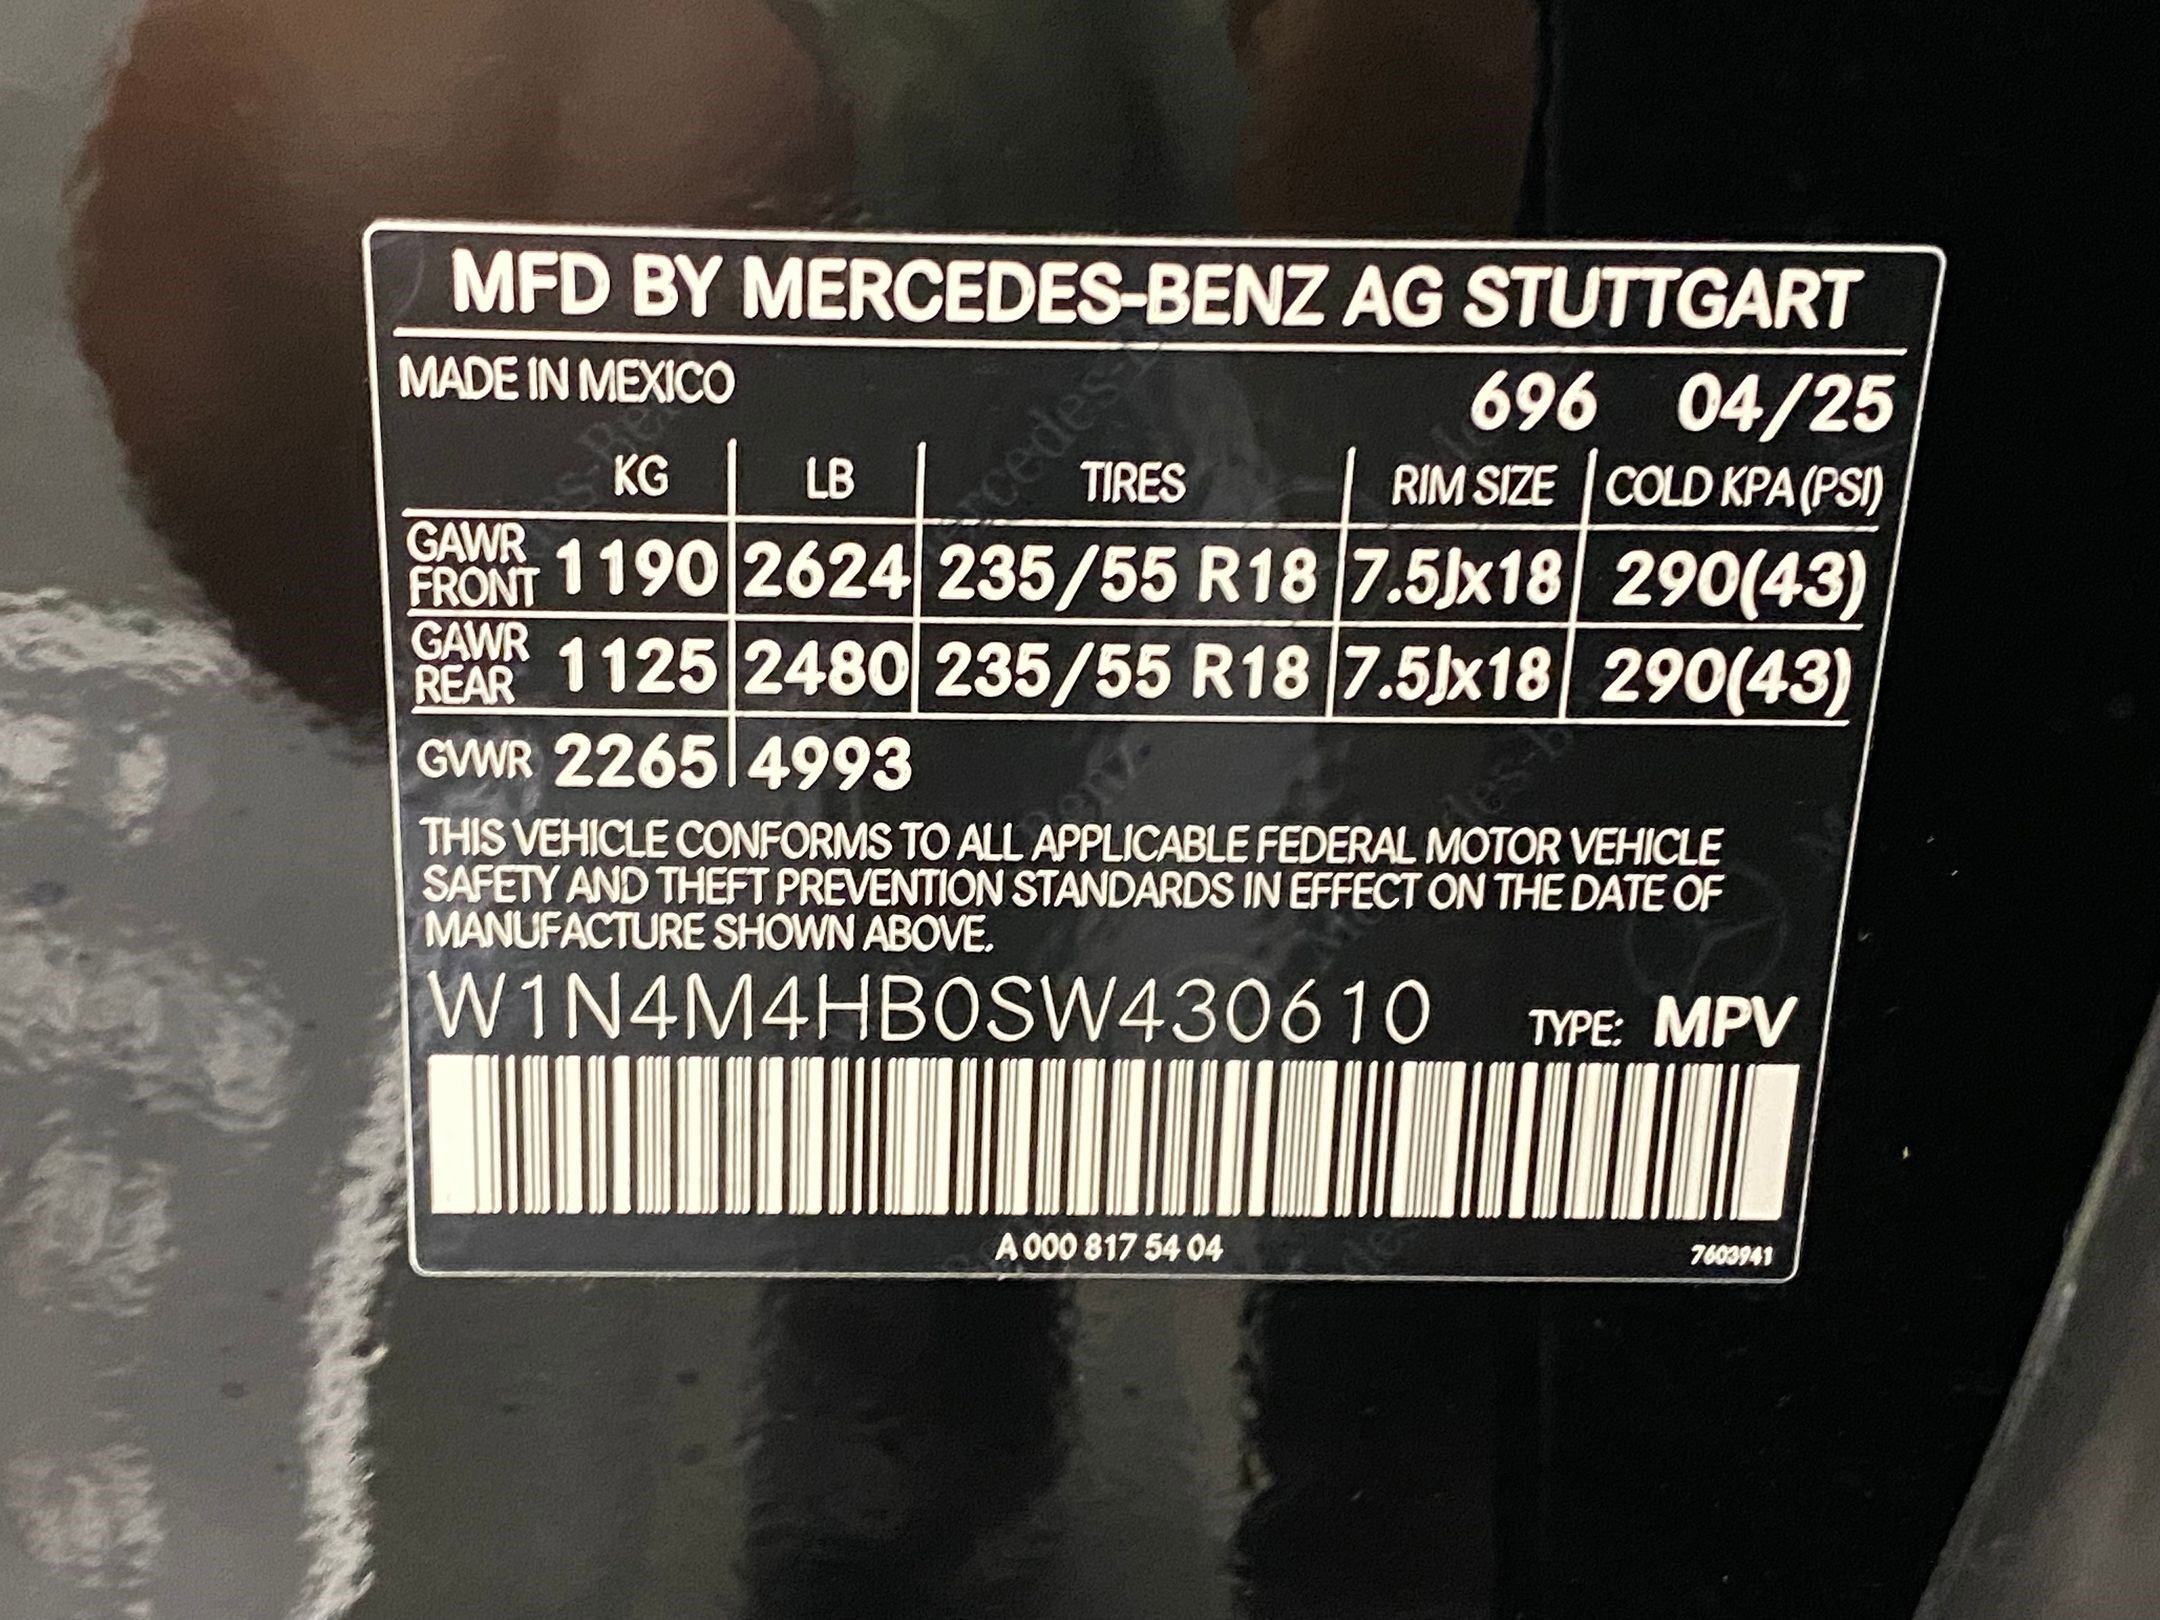 MFD BY MERCEDES-BENZ AG STUTTGART
MADE IN MEXICO 696 04/25
KG LB TIRES RIM SIZE COLD KPA (PSI)
GAWR FRONT 1190 2624 235/55 R18 7.5Jx18 290(43)
GAWR REAR 1125 2480 235/55 R18 7.5Jx18 290(43)
GVWR 2265 4993
THIS VEHICLE CONFORMS TO ALL APPLICABLE FEDERAL MOTOR VEHICLE
SAFETY AND THEFT PREVENTION STANDARDS IN EFFECT ON THE DATE OF
MANUFACTURE SHOWN ABOVE.
W1N4M4HB0SW430610 TYPE: MPV
A 000 817 54 04 7603941